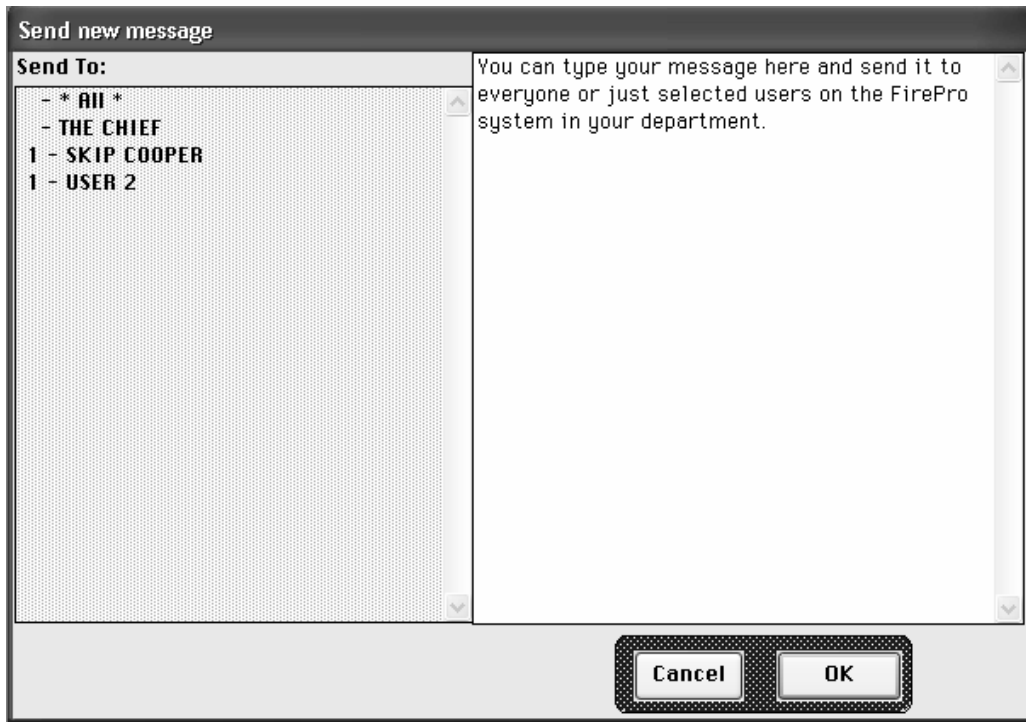 Send new message
Send To:
- * All *
- THE CHIEF
1 - SKIP COOPER
1 - USER 2
You can type your message here and send it to
everyone or just selected users on the FirePro
system in your department.
Cancel
OK